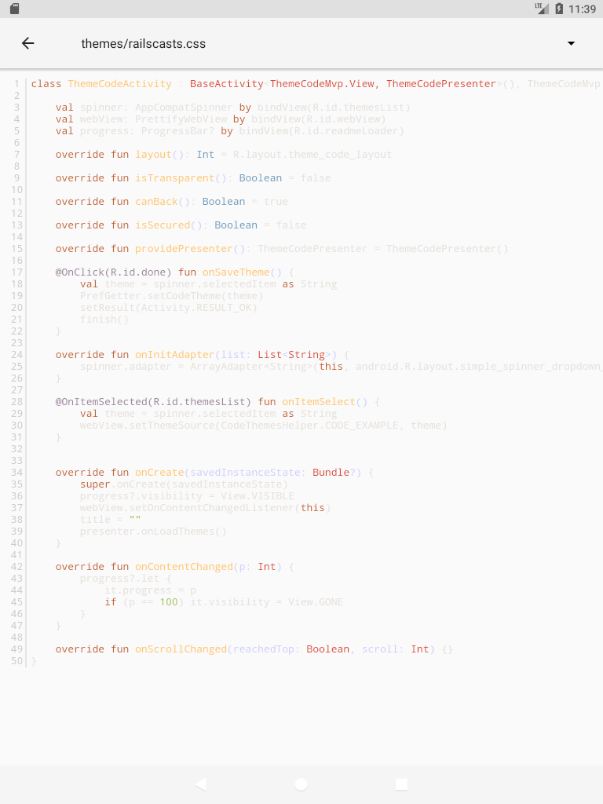 LTE 11:39
themes/railscasts.css
1 class ThemeCodeActivity : BaseActivity<ThemeCodeMvp.View, ThemeCodePresenter>(), ThemeCodeMvp
2
3 val spinner: AppCompatSpinner by bindView(R.id.themesList)
4 val webView: PrettifyWebView by bindView(R.id.webView)
5 val progress: ProgressBar? by bindView(R.id.readmeLoader)
6
7 override fun layout(): Int = R.layout.theme_code_layout
8
9 override fun isTransparent(): Boolean = false
10
11 override fun canBack(): Boolean = true
12
13 override fun isSecured(): Boolean = false
14
15 override fun providePresenter(): ThemeCodePresenter = ThemeCodePresenter()
16
17 @OnClick(R.id.done) fun onSaveTheme() {
18 val theme = spinner.selectedItem as String
19 PrefGetter.setCodeTheme(theme)
20 setResult(Activity.RESULT_OK)
21 finish()
22 }
23
24 override fun onInitAdapter(list: List<String>) {
25 spinner.adapter = ArrayAdapter<String>(this, android.R.layout.simple_spinner_dropdown_
26 }
27
28 @OnItemSelected(R.id.themesList) fun onItemSelect() {
29 val theme = spinner.selectedItem as String
30 webView.setThemeSource(CodeThemesHelper.CODE_EXAMPLE, theme)
31 }
32
33
34 override fun onCreate(savedInstanceState: Bundle?) {
35 super.onCreate(savedInstanceState)
36 progress?.visibility = View.VISIBLE
37 webView.setOnContentChangedListener(this)
38 title = ""
39 presenter.onLoadThemes()
40 }
41
42 override fun onContentChanged(p: Int) {
43 progress?.let {
44 it.progress = p
45 if (p == 100) it.visibility = View.GONE
46 }
47 }
48
49 override fun onScrollChanged(reachedTop: Boolean, scroll: Int) {}
50 }